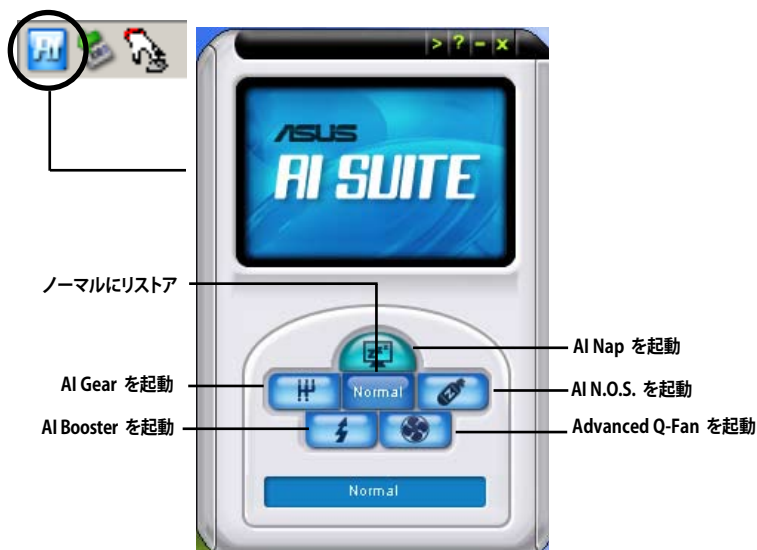 Ai
> ? - x
ASUS
AI SUITE
ノーマルにリストア
AI Nap を起動
AI Gear を起動
Normal
AI N.O.S. を起動
AI Booster を起動
Advanced Q-Fan を起動
Normal